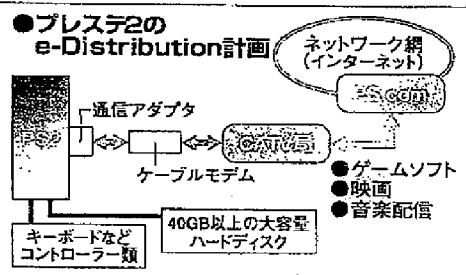 ●プレステ2の
e-Distribution計画
ネットワーク網
(インターネット)
PS.com
通信アダプタ
PS2
CATV局
ケーブルモデム
●ゲームソフト
●映画
●音楽配信
40GB以上の大容量
ハードディスク
キーボードなど
コントローラー類